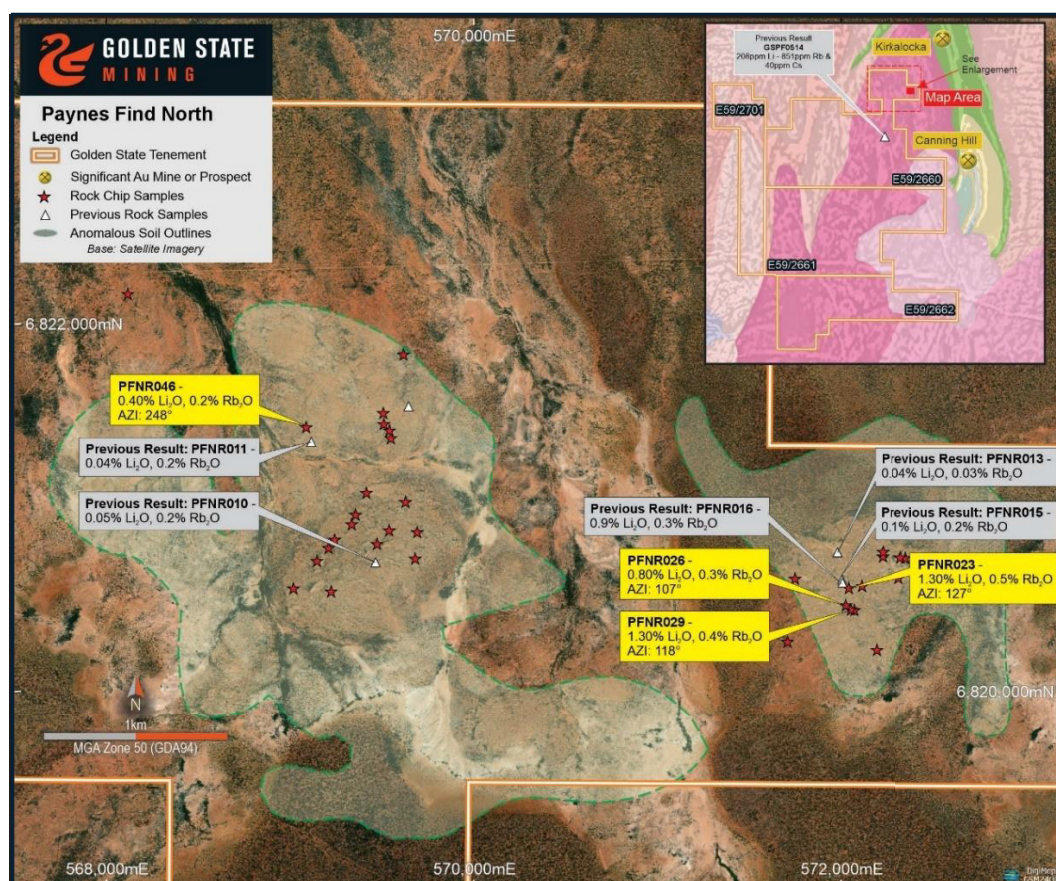 GOLDEN STATE
MINING
Paynes Find North
Legend
Golden State Tenement
Significant Au Mine or Prospect
Rock Chip Samples
Previous Rock Samples
Anomalous Soil Outlines
Base: Satellite Imagery
570,000mE
Previous Result
GSPF0514
208ppm Li - 851ppm Rb &
40ppm Cs
Kirkalocka
See
Enlargement
Map Area
E59/2701
Canning Hill
E59/2660
E59/2661
E59/2662
6,822,000mN
PFNR046 -
0.40% Li₂O, 0.2% Rb₂O
AZI: 248°
Previous Result: PFNR011 -
0.04% Li₂O, 0.2% Rb₂O
Previous Result: PFNR010 -
0.05% Li₂O, 0.2% Rb₂O
Previous Result: PFNR013 -
0.04% Li₂O, 0.03% Rb₂O
Previous Result: PFNR016 -
0.9% Li₂O, 0.3% Rb₂O
Previous Result: PFNR015 -
0.1% Li₂O, 0.2% Rb₂O
PFNR026 -
0.80% Li₂O, 0.3% Rb₂O
AZI: 107°
PFNR023 -
1.30% Li₂O, 0.5% Rb₂O
AZI: 127°
PFNR029 -
1.30% Li₂O, 0.4% Rb₂O
AZI: 118°
6,820,000mN
N
1km
MGA Zone 50 (GDA94)
568,000mE
570,000mE
572,000mE
DigiMap